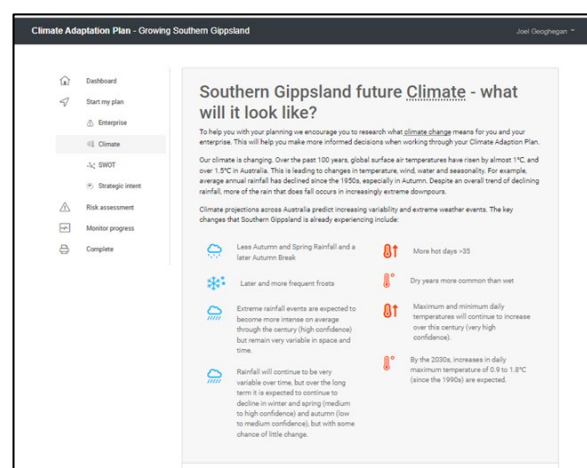 Climate Adaptation Plan - Growing Southern Gippsland
Joel Geoghegan
Dashboard
Start my plan
Enterprise
Climate
SWOT
Strategic intent
Risk assessment
Monitor progress
Complete
Southern Gippsland future Climate - what
will it look like?
To help you with your planning we encourage you to research what climate change means for you and your
enterprise. This will help you make more informed decisions when working through your Climate Adaption Plan.
Our climate is changing. Over the past 100 years, global surface air temperatures have risen by almost 1°C, and
over 1.5°C in Australia. This is leading to changes in temperature, wind, water and seasonality. For example,
average annual rainfall has declined since the 1950s, especially in Autumn. Despite an overall trend of declining
rainfall, more of the rain that does fall occurs in increasingly extreme downpours.
Climate projections across Australia predict increasing variability and extreme weather events. The key
changes that Southern Gippsland is already experiencing include:
Less Autumn and Spring Rainfall and a
later Autumn Break
Later and more frequent frosts
Extreme rainfall events are expected to
become more intense on average
through the century (high confidence)
but remain very variable in space and
time.
Rainfall will continue to be very
variable over time, but over the long
term it is expected to continue to
decline in winter and spring (medium
to high confidence) and autumn (low
to medium confidence), but with some
chance of little change.
More hot days >35
Dry years more common than wet
Maximum and minimum daily
temperatures will continue to increase
over this century (very high
confidence).
By the 2030s, increases in daily
maximum temperature of 0.9 to 1.8°C
(since the 1990s) are expected.